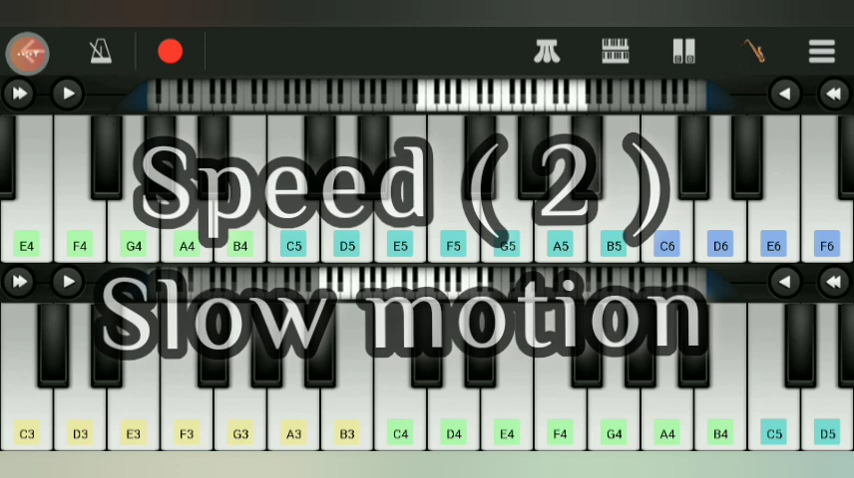 Speed ( 2 )
E4 F4 G4 A4 B4 C5 D5 E5 F5 G5 A5 B5 C6 D6 E6 F6
Slow motion
C3 D3 E3 F3 G3 A3 B3 C4 D4 E4 F4 G4 A4 B4 C5 D5